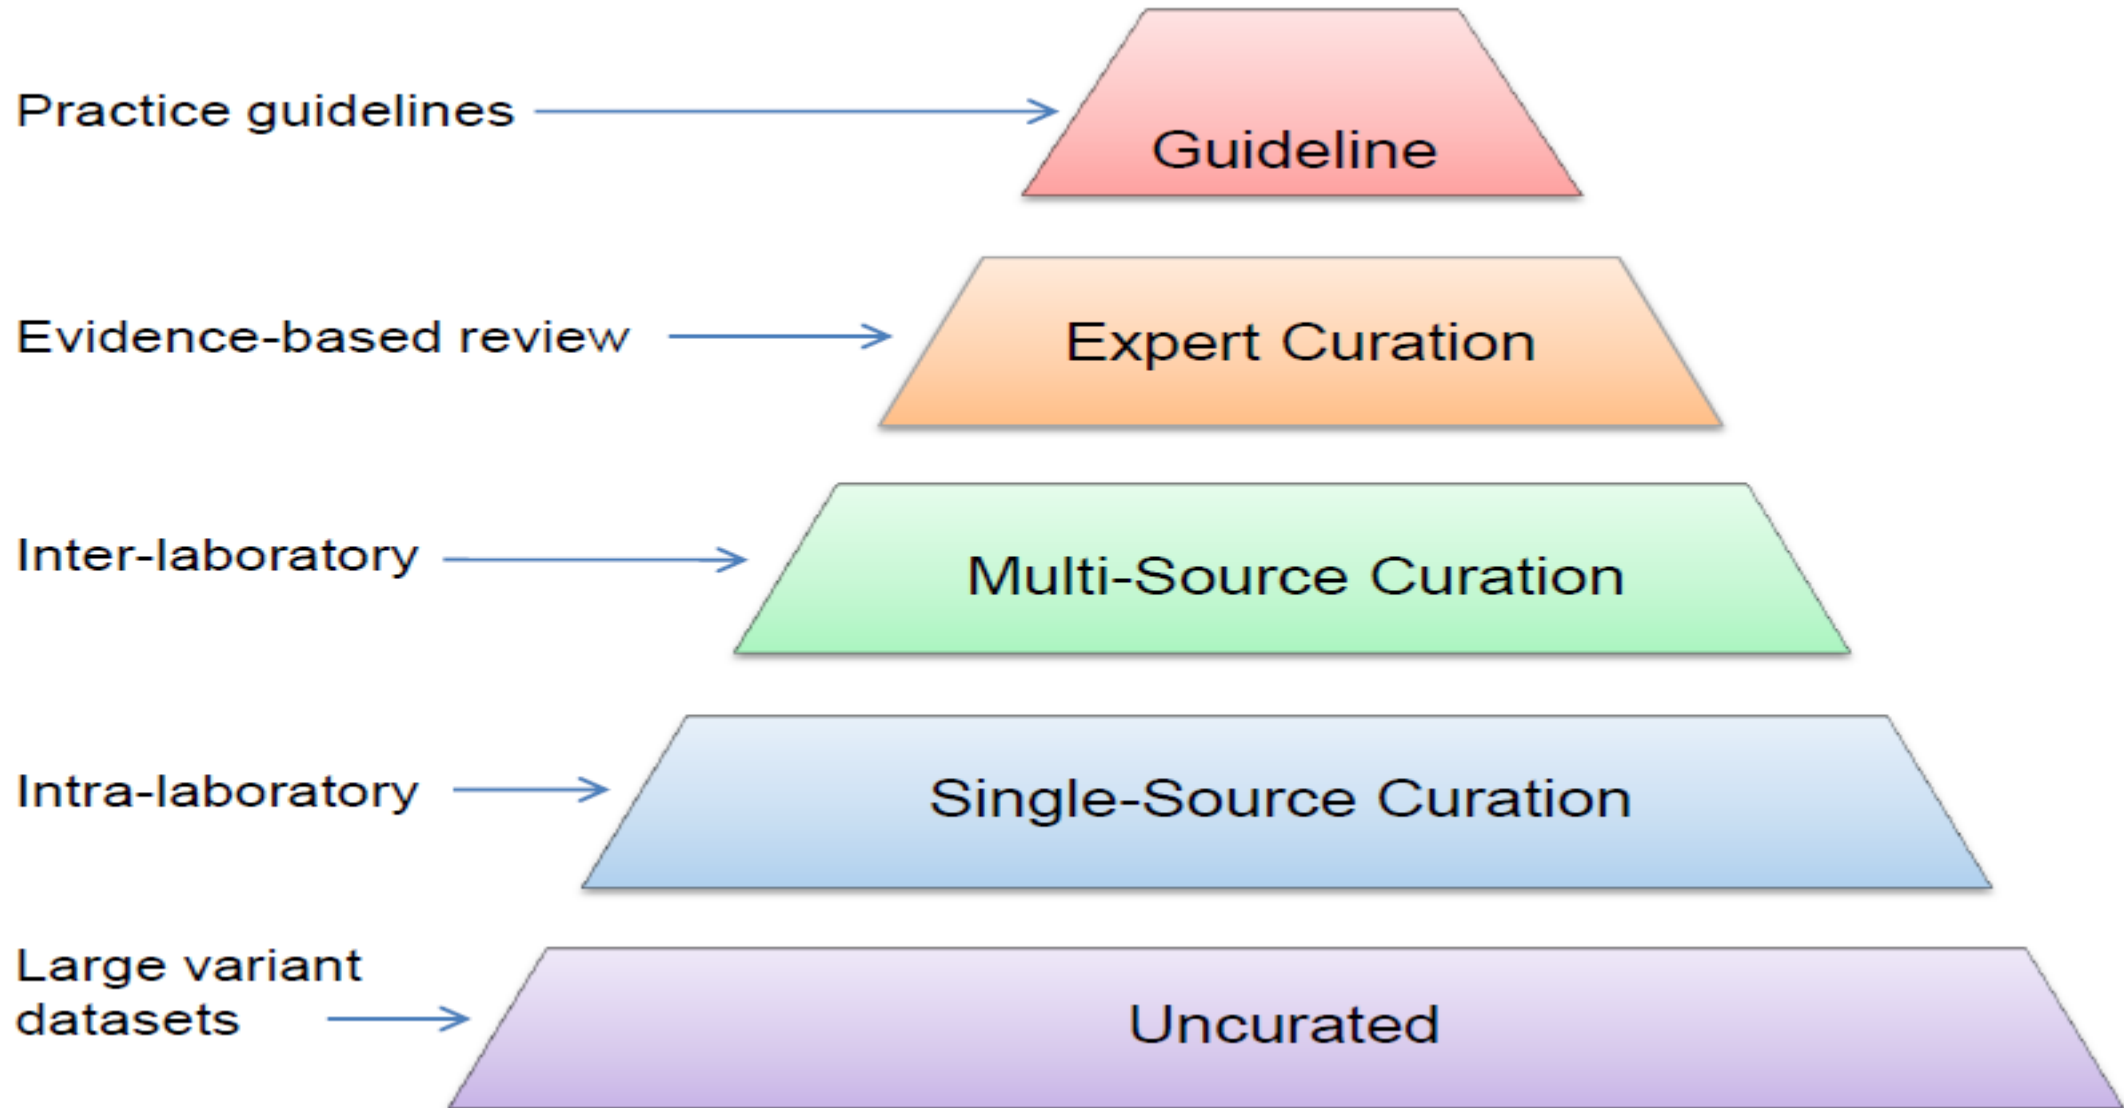 Practice guidelines
Guideline
Evidence-based review
Expert Curation
Inter-laboratory
Multi-Source Curation
Intra-laboratory
Single-Source Curation
Large variant
datasets
Uncurated